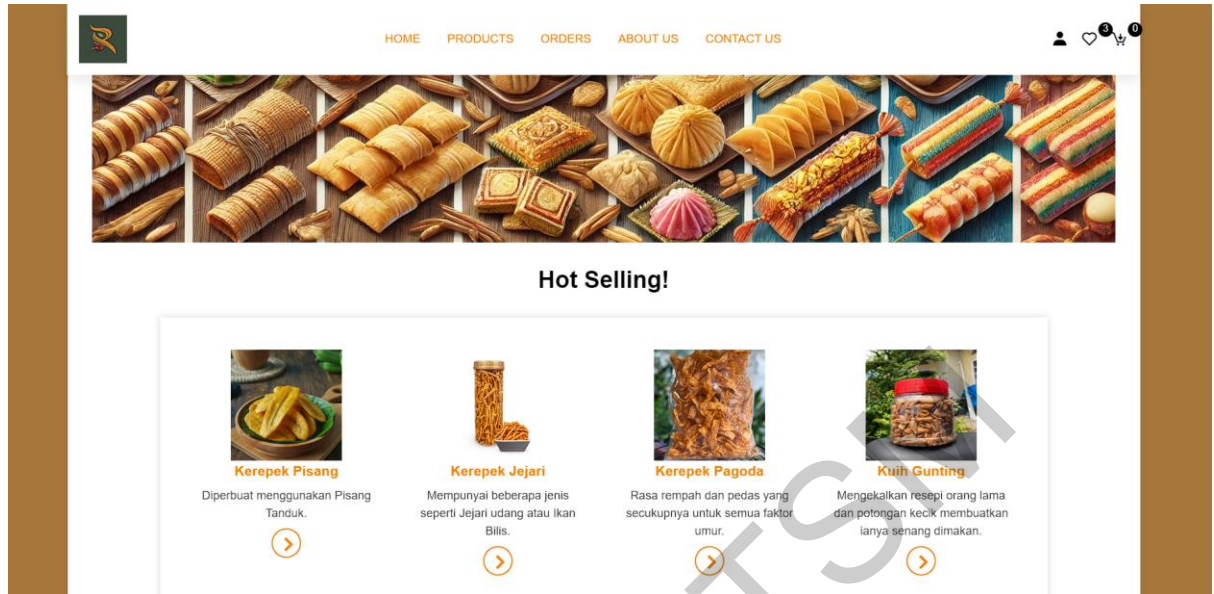 HOME PRODUCTS ORDERS ABOUT US CONTACT US
3 0
Hot Selling!
Kerepek Pisang
Diperbuat menggunakan Pisang
Tanduk.
Kerepek Jejari
Mempunyai beberapa jenis
seperti Jejari udang atau Ikan
Bilis.
Kerepek Pagoda
Rasa rempah dan pedas yang
secukupnya untuk semua faktor
umur.
Kuih Gunting
Mengekalkan resepi orang lama
dan potongan kecik membuatkan
ianya senang dimakan.